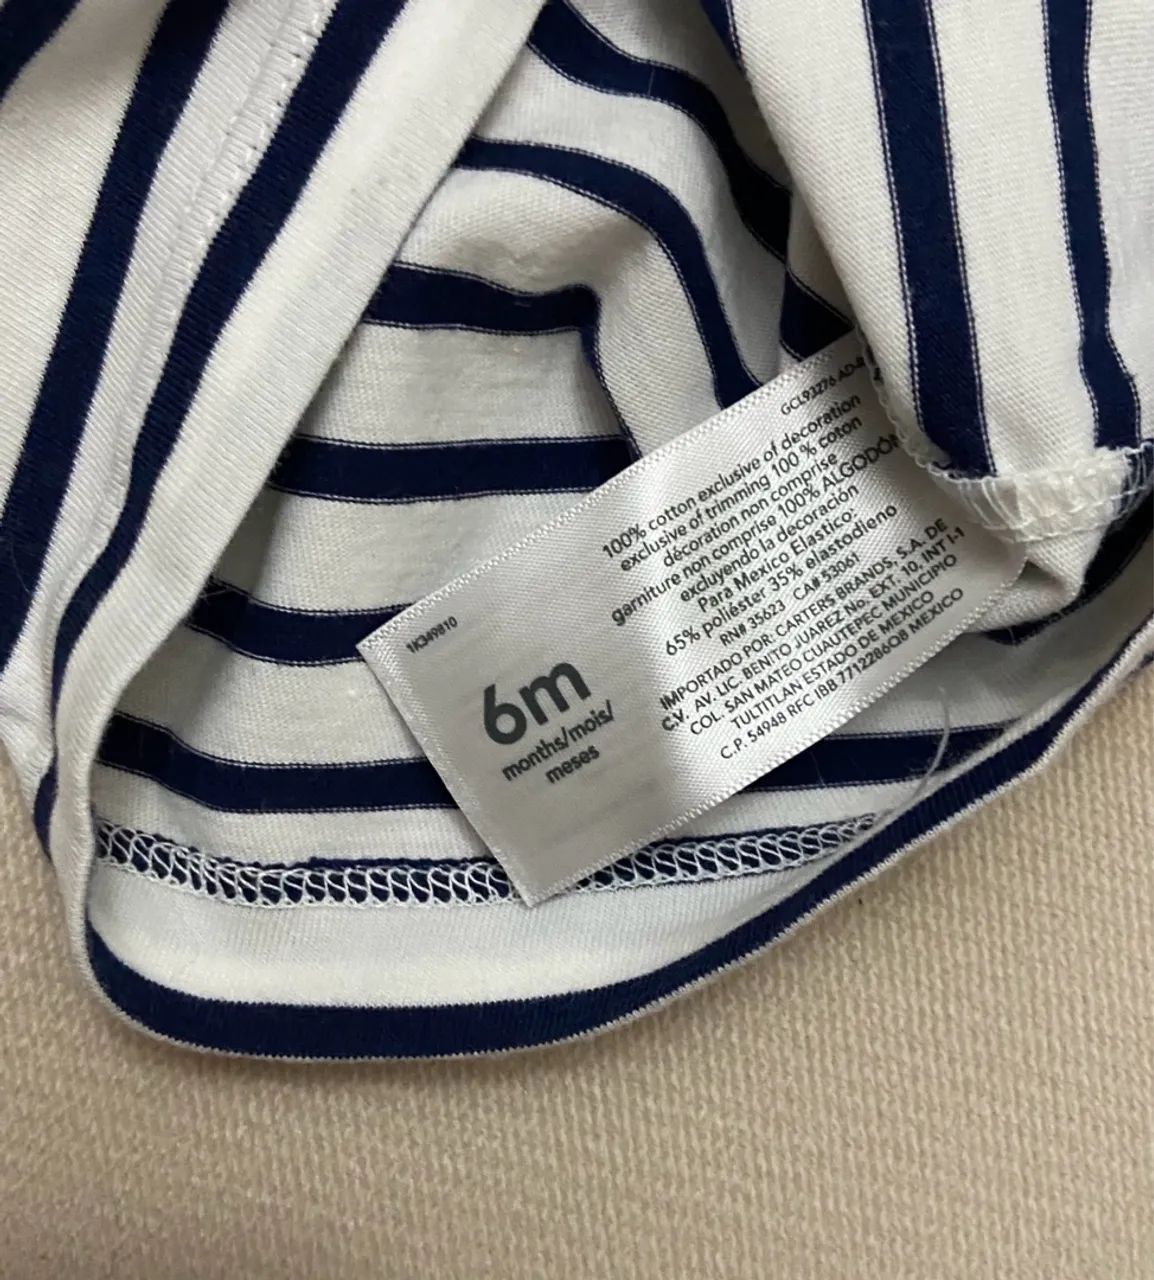 1K349810
6m
months/mois/
meses
GCL93276 AD-R
100% cotton exclusive of decoration
exclusive of trimming 100 % coton
décoration non comprise
garniture non comprise 100% ALGODÓN
excluyendo la decoración
Para Mexico Elastico:
65% poliéster 35% elastodieno
RN# 35623 CA# 53061
IMPORTADO POR: CARTERS BRANDS, S.A. DE
C.V. AV. LIC. BENITO JUAREZ No. EXT. 10, INT I-1
COL. SAN MATEO CUAUTEPEC MUNICIPIO
TULTITLAN ESTADO DE MEXICO
C.P. 54948 RFC IBB 7712286Q8 MEXICO